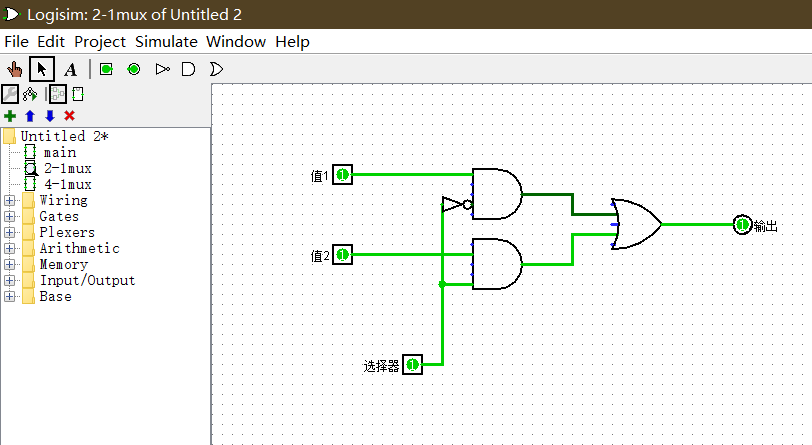 Logisim: 2-1mux of Untitled 2
File Edit Project Simulate Window Help
A
Untitled 2*
main
2-1mux
4-1mux
Wiring
Gates
Plexers
Arithmetic
Memory
Input/Output
Base
值1 1
值2 1
选择器 1
1 输出